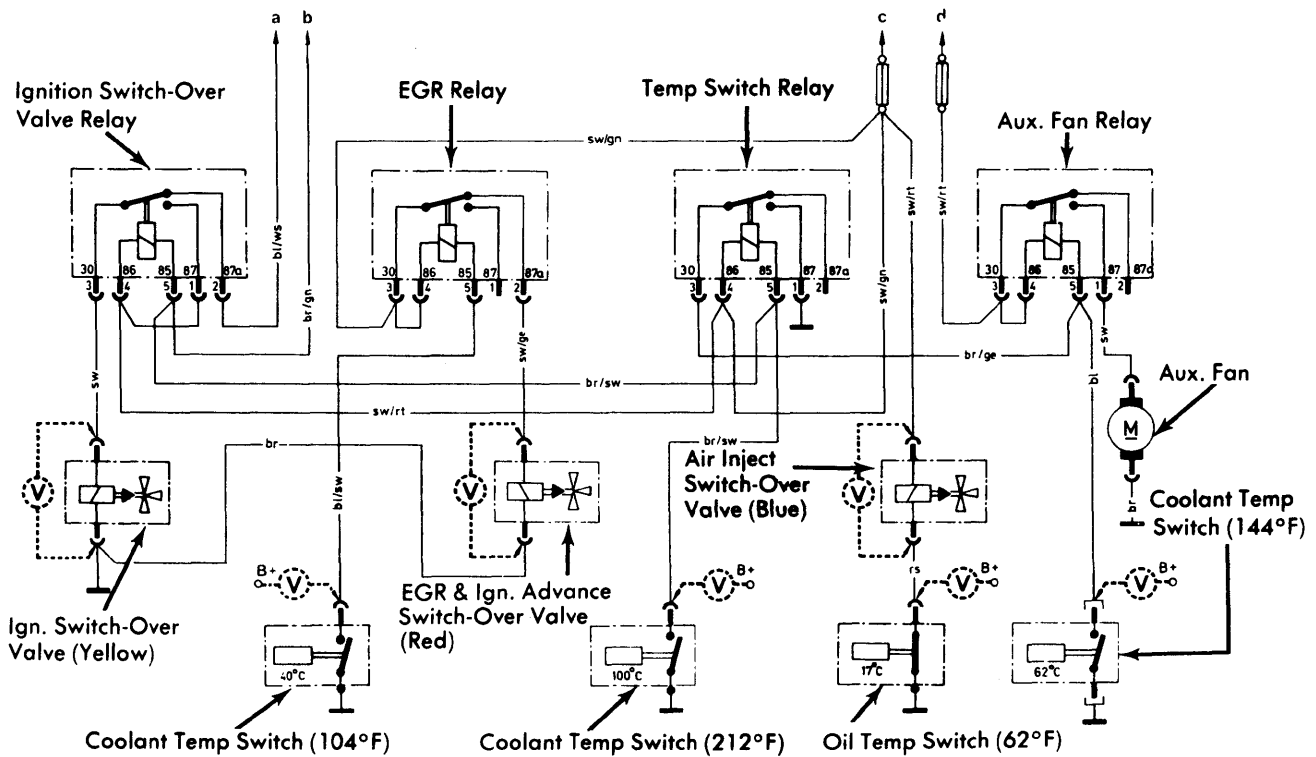 a b c d
Ignition Switch-Over
Valve Relay
EGR Relay
Temp Switch Relay
Aux. Fan Relay
sw/gn
bl/ws
br/gn
sw/rt
sw/rt
sw/gn
30 86 85 87 87a
3 4 5 1 2
30 86 85 87 87a
3 4 5 1 2
30 86 85 87 87a
3 4 5 1 2
30 86 85 87 87a
3 4 5 1 2
sw
sw/ge
br/ge
sw
br/sw
bl
sw/rt
Aux. Fan
M
br
br/sw
bl/sw
Air Inject
Switch-Over
Valve (Blue)
V
V
V
br
Coolant Temp
Switch (144°F)
rs
B+
V
B+
V
B+
V
B+
V
EGR & Ign. Advance
Switch-Over Valve
(Red)
Ign. Switch-Over
Valve (Yellow)
40°C
100°C
17°C
62°C
Coolant Temp Switch (104°F)
Coolant Temp Switch (212°F)
Oil Temp Switch (62°F)